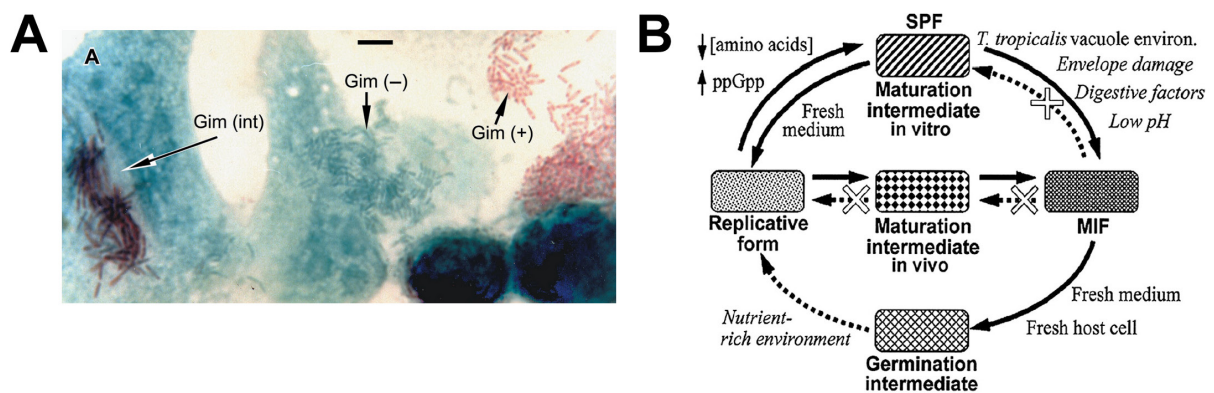 A
A
Gim (int)
Gim (−)
Gim (+)
B
SPF
↓ [amino acids]
↑ ppGpp
Fresh
medium
Maturation
intermediate
in vitro
T. tropicalis vacuole environ.
Envelope damage
Digestive factors
Low pH
Replicative
form
Maturation
intermediate
in vivo
MIF
Fresh medium
Fresh host cell
Nutrient-
rich environment
Germination
intermediate